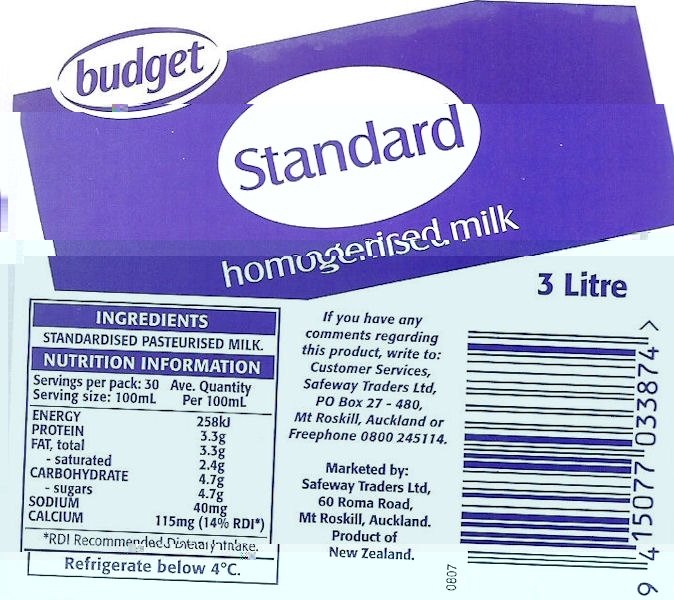 budget
Standard
homogenised milk
3 Litre
INGREDIENTS
STANDARDISED PASTEURISED MILK.
NUTRITION INFORMATION
Servings per pack: 30 Ave. Quantity
Serving size: 100mL Per 100mL
ENERGY 258kJ
PROTEIN 3.3g
FAT, total 3.3g
- saturated 2.4g
CARBOHYDRATE 4.7g
- sugars 4.7g
SODIUM 40mg
CALCIUM 115mg (14% RDI*)
*RDI Recommended Dietary Intake.
Refrigerate below 4°C.
If you have any
comments regarding
this product, write to:
Customer Services,
Safeway Traders Ltd,
PO Box 27 - 480,
Mt Roskill, Auckland or
Freephone 0800 245114.
Marketed by:
Safeway Traders Ltd,
60 Roma Road,
Mt Roskill, Auckland.
Product of
New Zealand.
0807
9 415077 033874 >